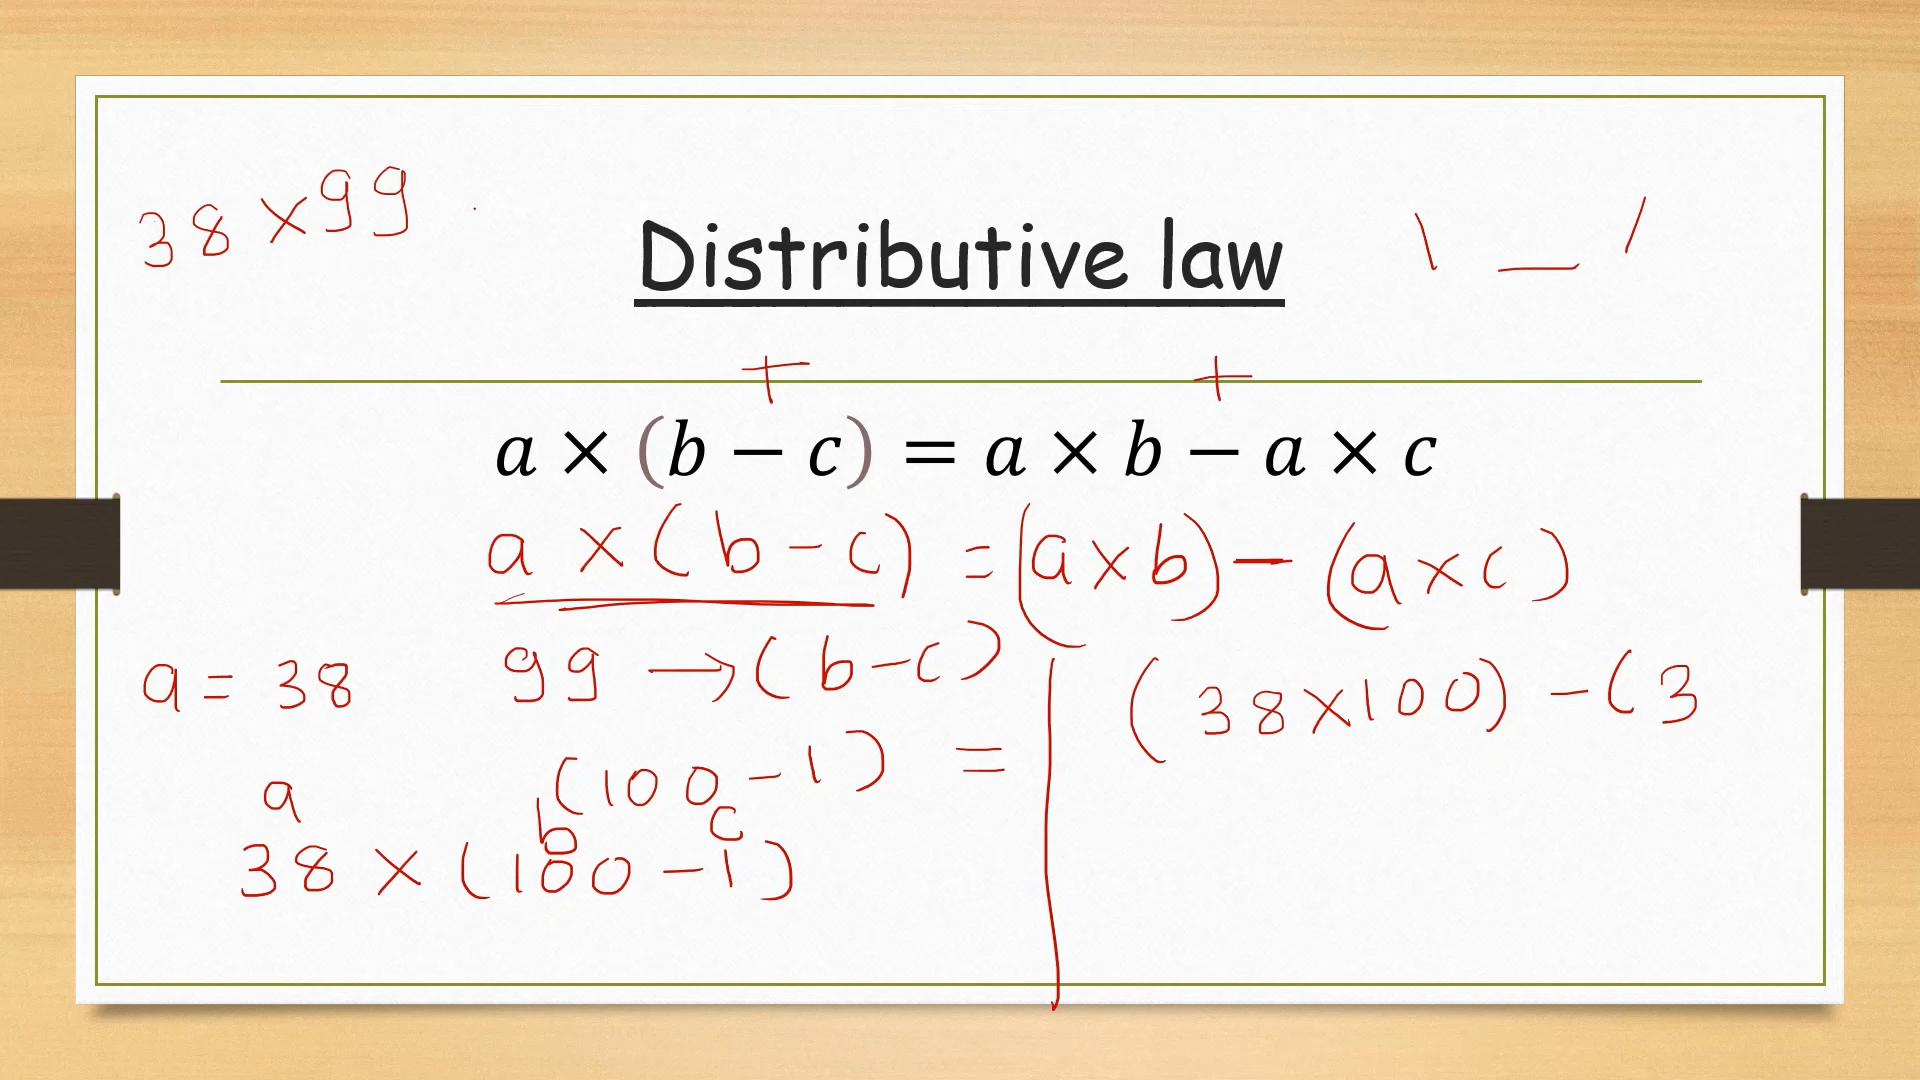 38 × 99
Distributive law
+ +
a × (b − c) = a × b − a × c
a × (b − c) = (a × b) − (a × c)
a = 38
99 → (b − c)
(38 × 100) − (3
(100 − 1) =
a b c
38 × (100 − 1)